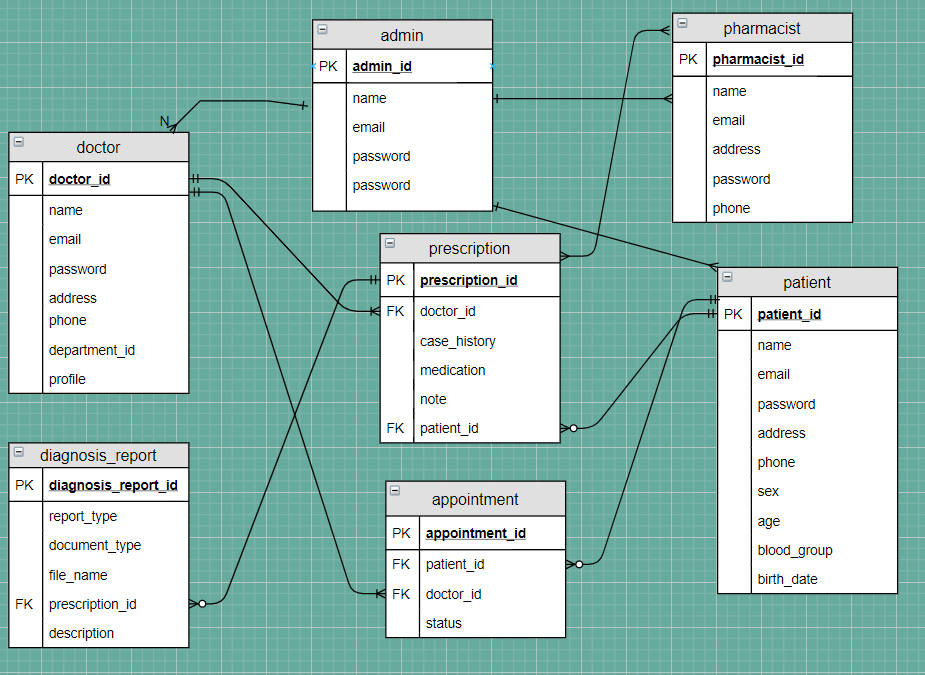 admin
PK admin_id
name
email
password
password
pharmacist
PK pharmacist_id
name
email
address
password
phone
N
doctor
PK doctor_id
name
email
password
address
phone
department_id
profile
prescription
PK prescription_id
FK doctor_id
case_history
medication
note
FK patient_id
patient
PK patient_id
name
email
password
address
phone
sex
age
blood_group
birth_date
diagnosis_report
PK diagnosis_report_id
report_type
document_type
file_name
FK prescription_id
description
appointment
PK appointment_id
FK patient_id
FK doctor_id
status